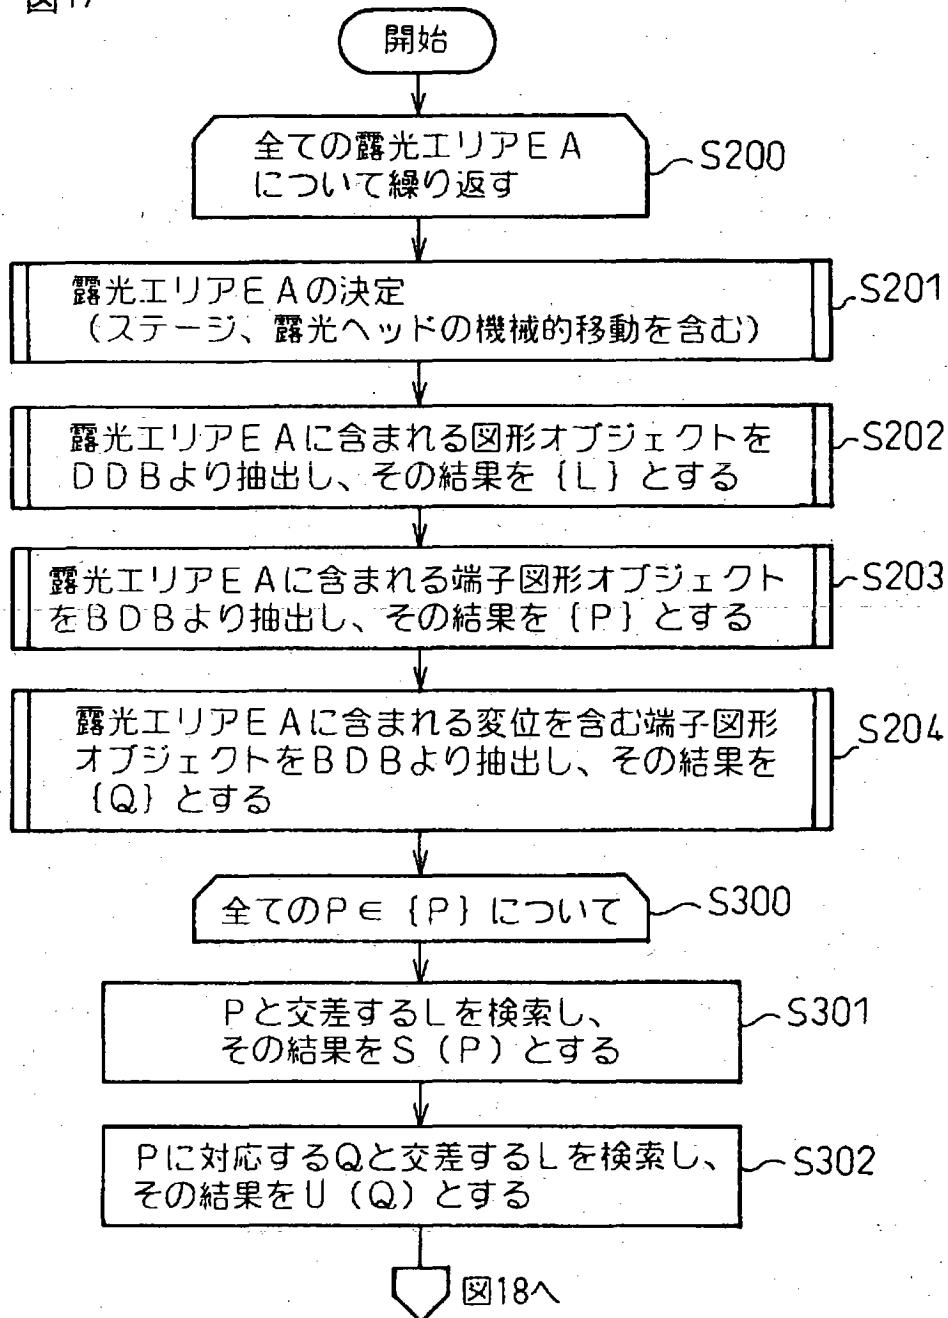 図17
開始
全ての露光エリアEA
について繰り返す
S200
露光エリアEAの決定
(ステージ、露光ヘッドの機械的移動を含む)
S201
露光エリアEAに含まれる図形オブジェクトを
DDBより抽出し、その結果を{L}とする
S202
露光エリアEAに含まれる端子図形オブジェクト
をBDBより抽出し、その結果を{P}とする
S203
露光エリアEAに含まれる変位を含む端子図形
オブジェクトをBDBより抽出し、その結果を
{Q}とする
S204
全てのP∈{P}について
S300
Pと交差するLを検索し、
その結果をS(P)とする
S301
Pに対応するQと交差するLを検索し、
その結果をU(Q)とする
S302
図18へ